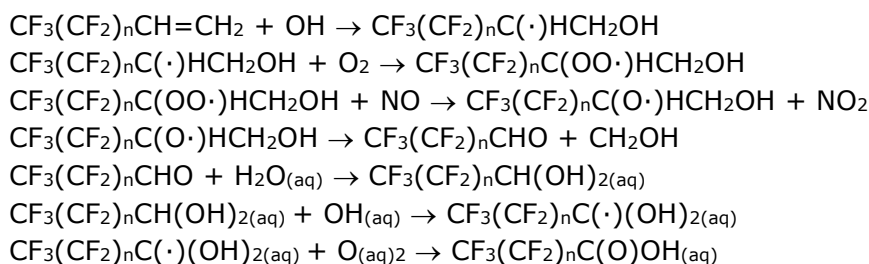 CF₃(CF₂)ₙCH=CH₂ + OH → CF₃(CF₂)ₙC(·)HCH₂OH
CF₃(CF₂)ₙC(·)HCH₂OH + O₂ → CF₃(CF₂)ₙC(OO·)HCH₂OH
CF₃(CF₂)ₙC(OO·)HCH₂OH + NO → CF₃(CF₂)ₙC(O·)HCH₂OH + NO₂
CF₃(CF₂)ₙC(O·)HCH₂OH → CF₃(CF₂)ₙCHO + CH₂OH
CF₃(CF₂)ₙCHO + H₂O(aq) → CF₃(CF₂)ₙCH(OH)₂(aq)
CF₃(CF₂)ₙCH(OH)₂(aq) + OH(aq) → CF₃(CF₂)ₙC(·)(OH)₂(aq)
CF₃(CF₂)ₙC(·)(OH)₂(aq) + O(aq)₂ → CF₃(CF₂)ₙC(O)OH(aq)